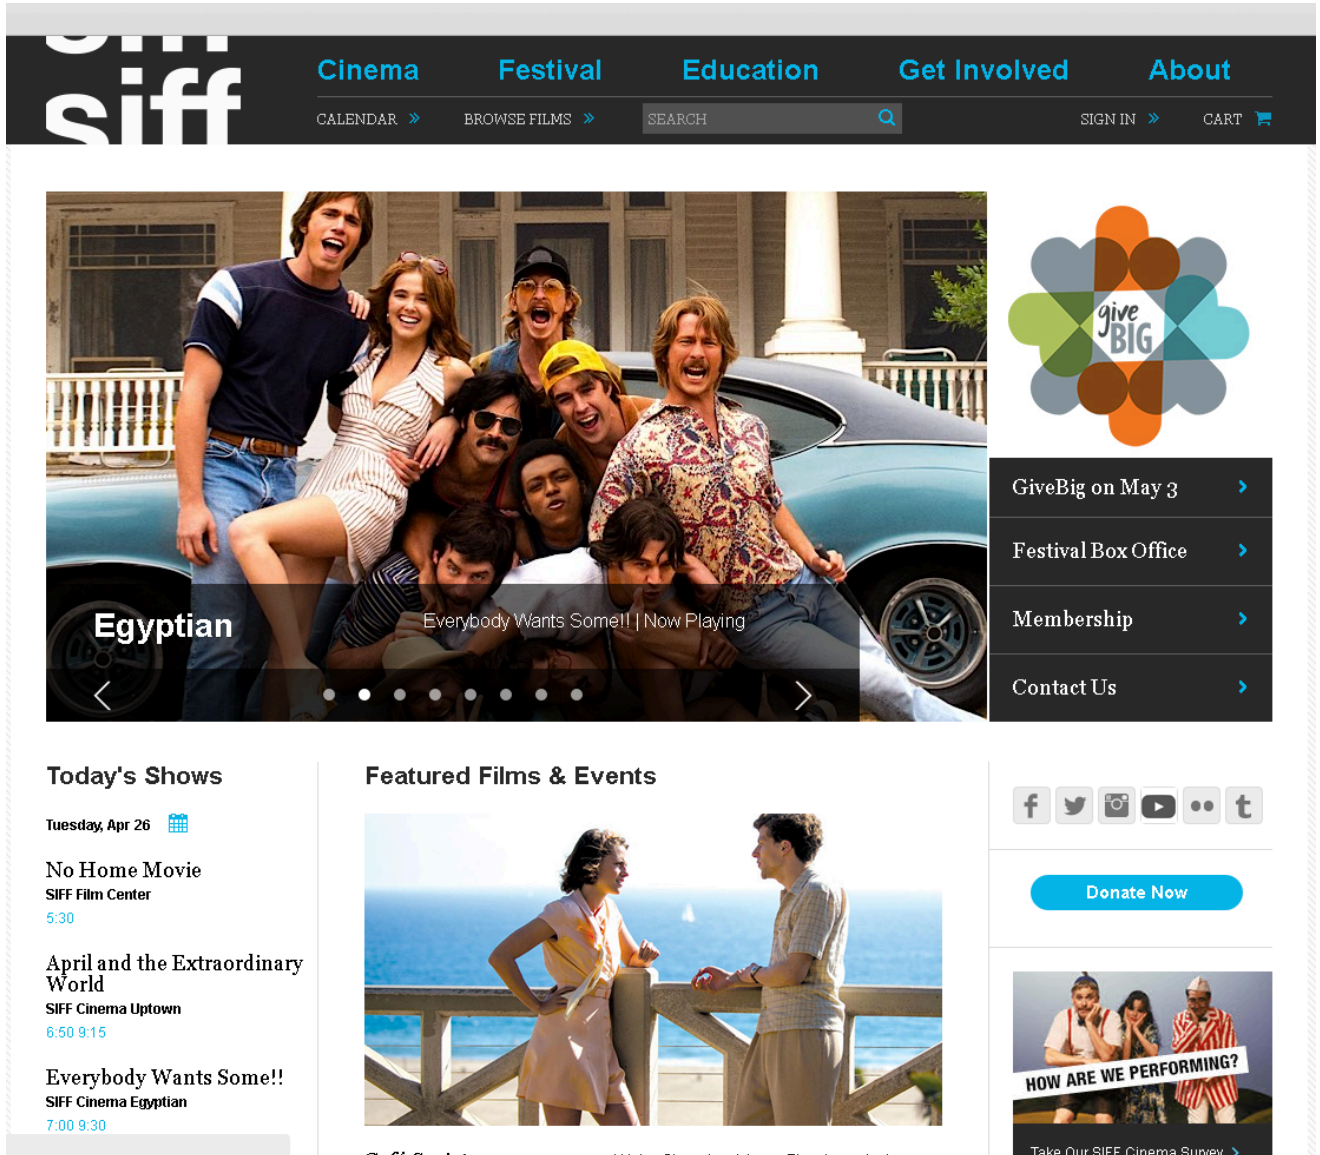 siff
Cinema
Festival
Education
Get Involved
About
CALENDAR
BROWSE FILMS
SEARCH
SIGN IN
CART
give
BIG
GiveBig on May 3
Festival Box Office
Membership
Contact Us
Egyptian
Everybody Wants Some!! | Now Playing
Today's Shows
Tuesday, Apr 26
No Home Movie
SIFF Film Center
5:30
April and the Extraordinary
World
SIFF Cinema Uptown
6:50 9:15
Everybody Wants Some!!
SIFF Cinema Egyptian
7:00 9:30
Featured Films & Events
Donate Now
HOW ARE WE PERFORMING?
Take Our SIFF Cinema Survey